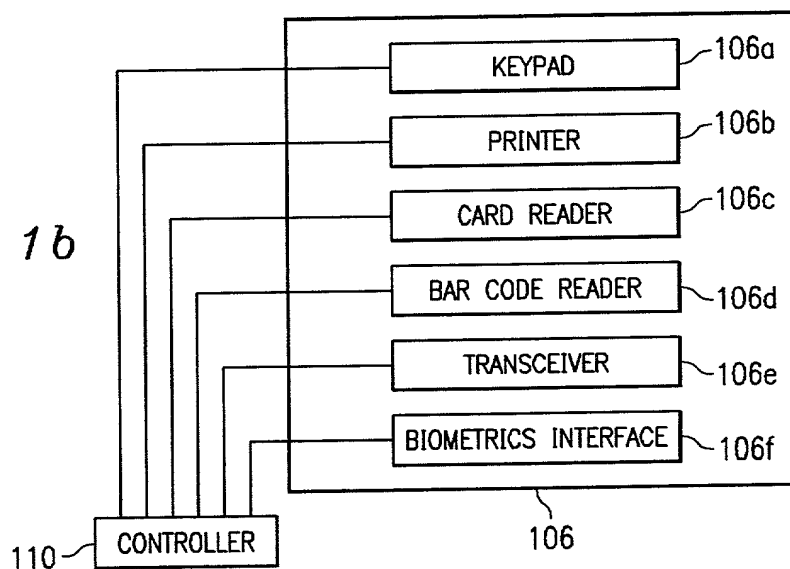 KEYPAD 106a
PRINTER 106b
CARD READER 106c
1b
BAR CODE READER 106d
TRANSCEIVER 106e
BIOMETRICS INTERFACE 106f
106
110 CONTROLLER